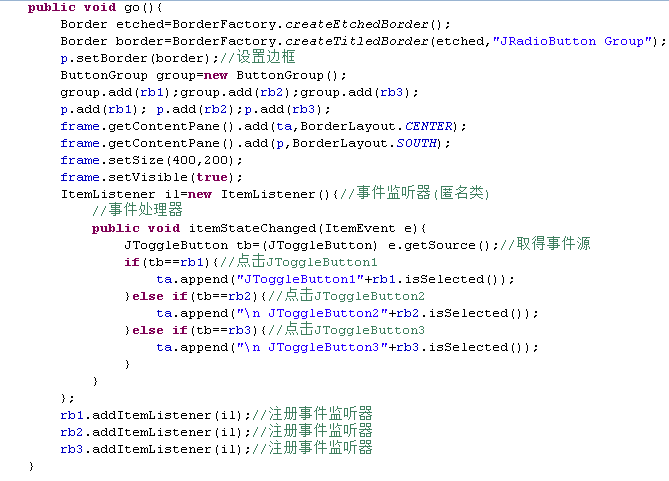 public void go(){
Border etched=BorderFactory.createEtchedBorder();
Border border=BorderFactory.createTitledBorder(etched,"JRadioButton Group");
p.setBorder(border);//设置边框
ButtonGroup group=new ButtonGroup();
group.add(rb1);group.add(rb2);group.add(rb3);
p.add(rb1); p.add(rb2);p.add(rb3);
frame.getContentPane().add(ta,BorderLayout.CENTER);
frame.getContentPane().add(p,BorderLayout.SOUTH);
frame.setSize(400,200);
frame.setVisible(true);
ItemListener il=new ItemListener(){//事件监听器(匿名类)
//事件处理器
public void itemStateChanged(ItemEvent e){
JToggleButton tb=(JToggleButton) e.getSource();//取得事件源
if(tb==rb1){//点击JToggleButton1
ta.append("JToggleButton1"+rb1.isSelected());
}else if(tb==rb2){//点击JToggleButton2
ta.append("\n JToggleButton2"+rb2.isSelected());
}else if(tb==rb3){//点击JToggleButton3
ta.append("\n JToggleButton3"+rb3.isSelected());
}
}
};
rb1.addItemListener(il);//注册事件监听器
rb2.addItemListener(il);//注册事件监听器
rb3.addItemListener(il);//注册事件监听器
}